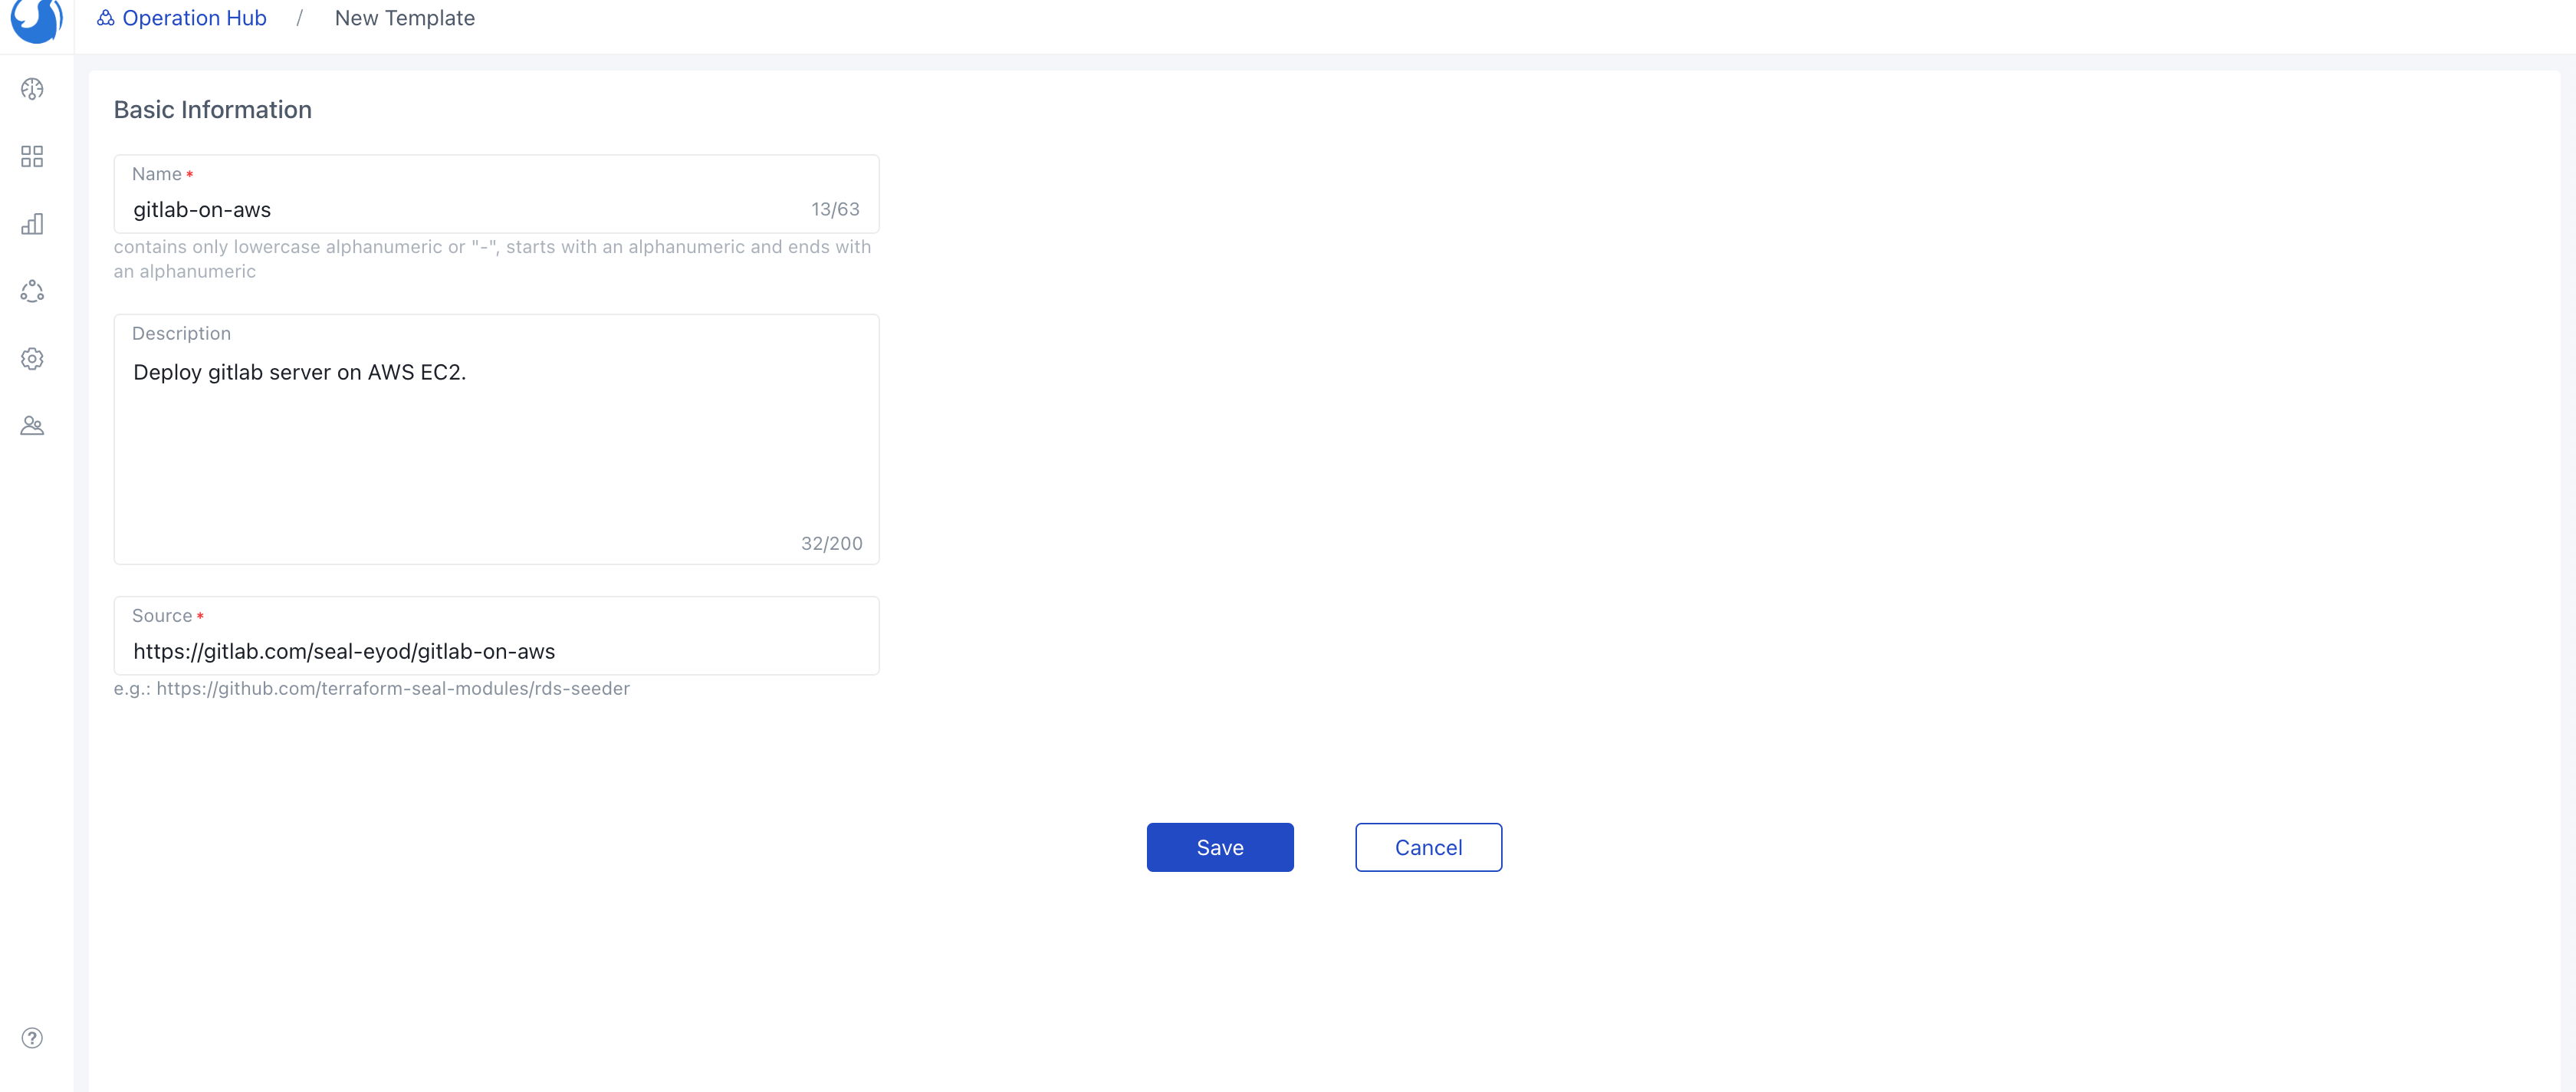 Operation Hub / New Template
Basic Information
Name *
gitlab-on-aws 13/63
contains only lowercase alphanumeric or "-", starts with an alphanumeric and ends with
an alphanumeric
Description
Deploy gitlab server on AWS EC2.
32/200
Source *
https://gitlab.com/seal-eyod/gitlab-on-aws
e.g.: https://github.com/terraform-seal-modules/rds-seeder
Save Cancel
?